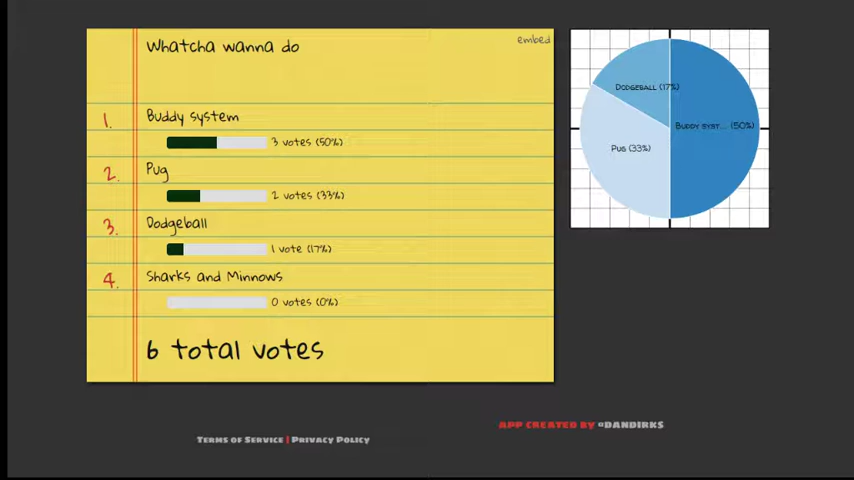 Whatcha wanna do
embed
1. Buddy system
3 votes (50%)
2. Pug
2 votes (33%)
3. Dodgeball
1 vote (17%)
4. Sharks and Minnows
0 votes (0%)
6 total votes
Dodgeball (17%)
Buddy syst... (50%)
Pug (33%)
APP CREATED BY @DANDIRKS
Terms of Service | Privacy Policy